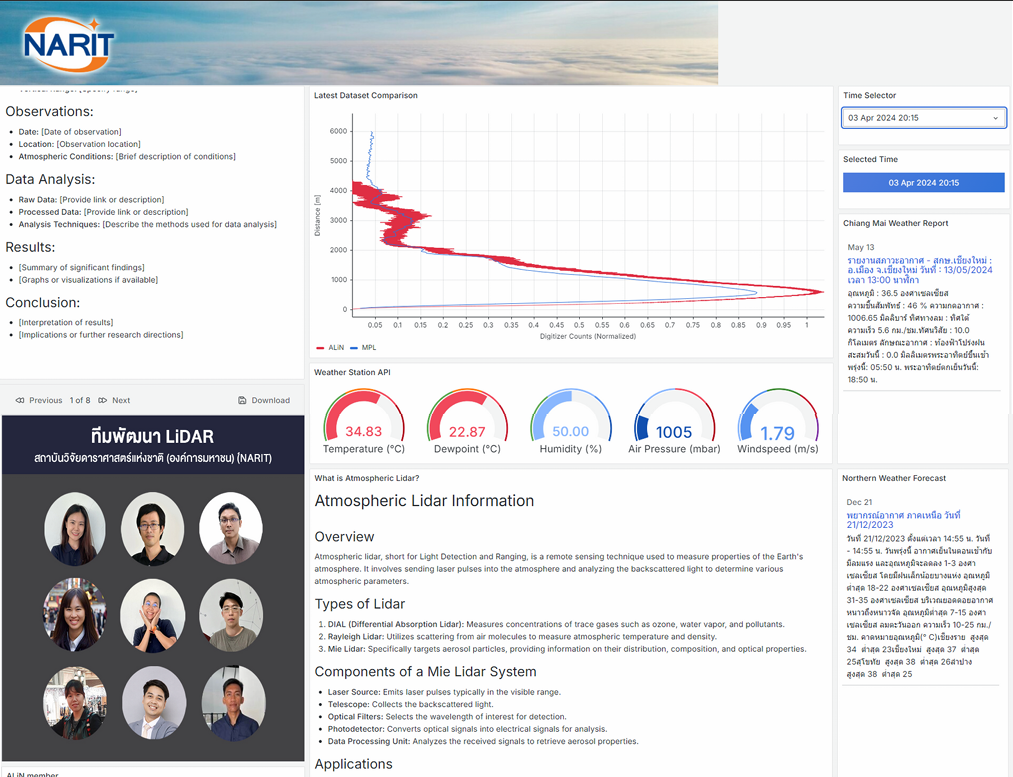 NARIT
Observations:
• Date: [Date of observation]
• Location: [Observation location]
• Atmospheric Conditions: [Brief description of conditions]
Data Analysis:
• Raw Data: [Provide link or description]
• Processed Data: [Provide link or description]
• Analysis Techniques: [Describe the methods used for data analysis]
Results:
• [Summary of significant findings]
• [Graphs or visualizations if available]
Conclusion:
• [Interpretation of results]
• [Implications or further research directions]
Previous 1 of 8 Next Download
ทีมพัฒนา LiDAR
สถาบันวิจัยดาราศาสตร์แห่งชาติ (องค์การมหาชน) (NARIT)
ALiN member
Latest Dataset Comparison
Distance [m]
6000
5000
4000
3000
2000
1000
0
0.05 0.1 0.15 0.2 0.25 0.3 0.35 0.4 0.45 0.5 0.55 0.6 0.65 0.7 0.75 0.8 0.85 0.9 0.95 1
Digitizer Counts (Normalized)
ALiN MPL
Weather Station API
34.83 22.87 50.00 1005 1.79
Temperature (°C) Dewpoint (°C) Humidity (%) Air Pressure (mbar) Windspeed (m/s)
What is Atmospheric Lidar?
Atmospheric Lidar Information
Overview
Atmospheric lidar, short for Light Detection and Ranging, is a remote sensing technique used to measure properties of the Earth's
atmosphere. It involves sending laser pulses into the atmosphere and analyzing the backscattered light to determine various
atmospheric parameters.
Types of Lidar
1. DIAL (Differential Absorption Lidar): Measures concentrations of trace gases such as ozone, water vapor, and pollutants.
2. Rayleigh Lidar: Utilizes scattering from air molecules to measure atmospheric temperature and density.
3. Mie Lidar: Specifically targets aerosol particles, providing information on their distribution, composition, and optical properties.
Components of a Mie Lidar System
• Laser Source: Emits laser pulses typically in the visible range.
• Telescope: Collects the backscattered light.
• Optical Filters: Selects the wavelength of interest for detection.
• Photodetector: Converts optical signals into electrical signals for analysis.
• Data Processing Unit: Analyzes the received signals to retrieve aerosol properties.
Applications
Time Selector
03 Apr 2024 20:15
Selected Time
03 Apr 2024 20:15
Chiang Mai Weather Report
May 13
รายงานสภาวะอากาศ - สกษ.เชียงใหม่ :
อ.เมือง จ.เชียงใหม่ วันที่ : 13/05/2024
เวลา 13:00 นาฬิกา
อุณหภูมิ : 36.5 องศาเซลเซียส
ความชื้นสัมพัทธ์ : 46 % ความกดอากาศ :
1006.65 มิลลิบาร์ ทิศทางลม : ทิศใต้
ความเร็ว 5.6 กม./ชม.ทัศนวิสัย : 10.0
กิโลเมตร ลักษณะอากาศ : ท้องฟ้าโปร่งฝน
สะสมวันนี้ : 0.0 มิลลิเมตรพระอาทิตย์ขึ้นเช้า
พรุ่งนี้: 05:50 น. พระอาทิตย์ตกเย็นวันนี้:
18:50 น.
Northern Weather Forecast
Dec 21
พยากรณ์อากาศ ภาคเหนือ วันที่
21/12/2023
วันที่ 21/12/2023 ตั้งแต่เวลา 14:55 น. วันที่
- 14:55 น. วันพรุ่งนี้ อากาศเย็นในตอนเช้ากับ
มีลมแรง และอุณหภูมิจะลดลง 1-3 องศา
เซลเซียส โดยมีฝนเล็กน้อยบางแห่ง อุณหภูมิ
ต่ำสุด 18-22 องศาเซลเซียส อุณหภูมิสูงสุด
31-35 องศาเซลเซียส บริเวณยอดดอยอากาศ
หนาวถึงหนาวจัด อุณหภูมิต่ำสุด 7-15 องศา
เซลเซียส ลมตะวันออก ความเร็ว 10-25 กม./
ชม. คาดหมายอุณหภูมิ(° C)เชียงราย สูงสุด
34 ต่ำสุด 23เชียงใหม่ สูงสุด 37 ต่ำสุด
25สุโขทัย สูงสุด 38 ต่ำสุด 26ลำปาง
สูงสุด 38 ต่ำสุด 25